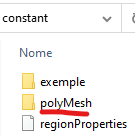 constant
Nome
exemple
polyMesh
regionProperties